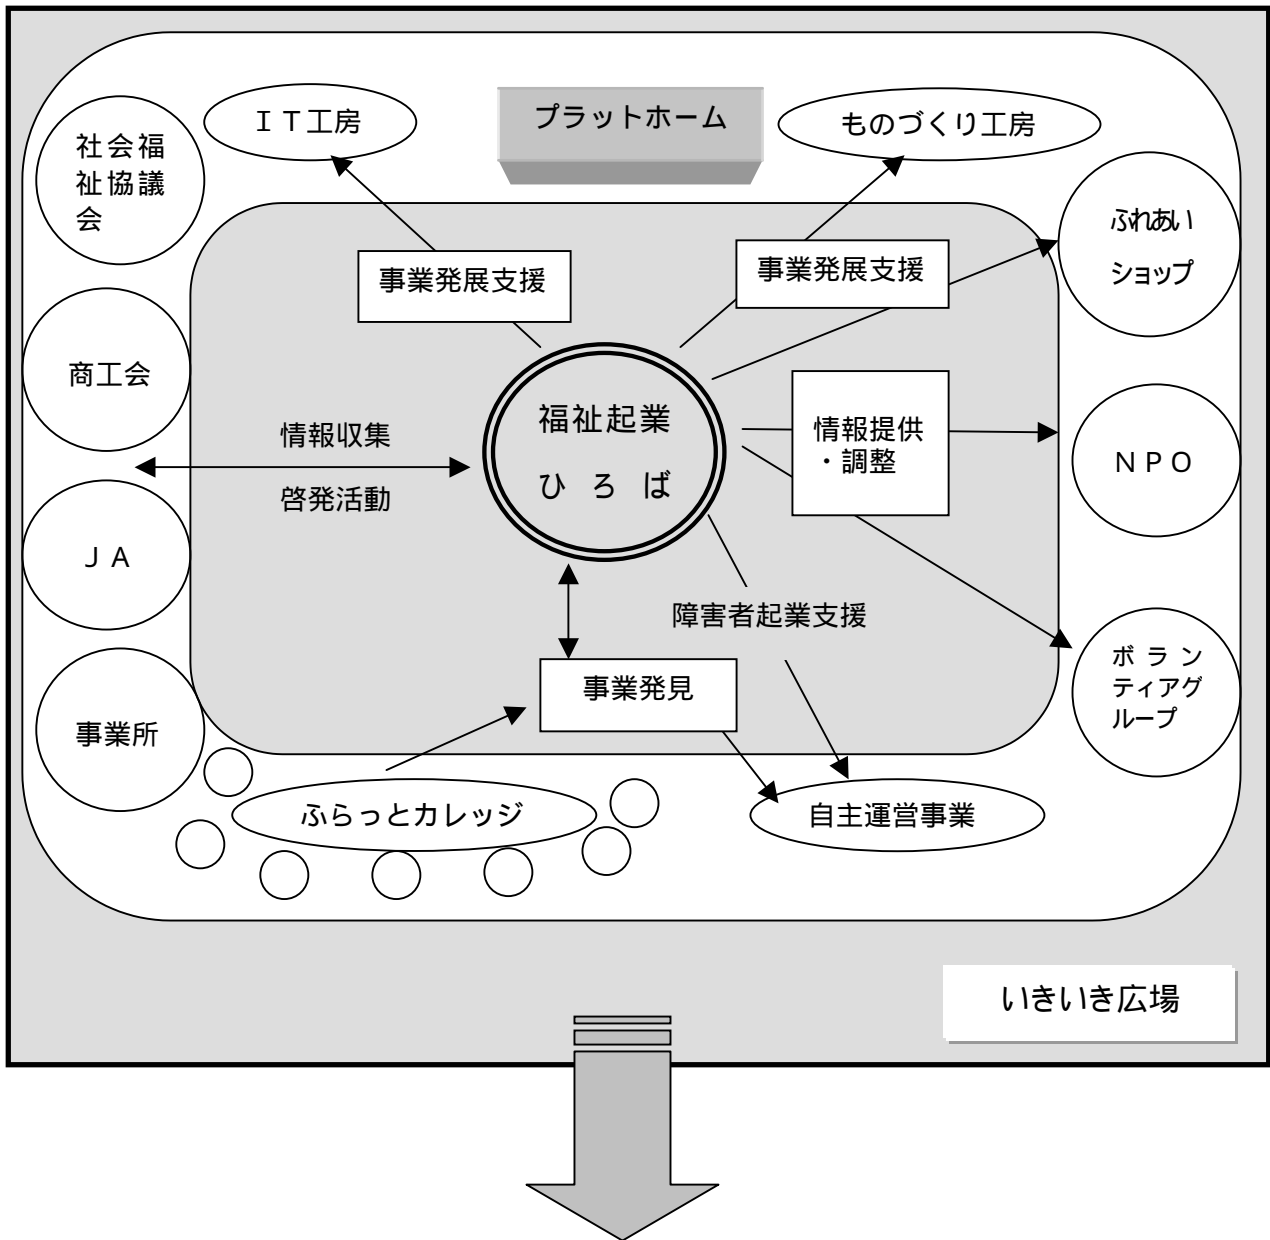 プラットホーム
ＩＴ工房
ものづくり工房
社会福
祉協議
会
ふれあい
ショップ
事業発展支援
事業発展支援
商工会
福祉起業
ひ ろ ば
情報収集
啓発活動
情報提供
・調整
ＮＰＯ
ＪＡ
障害者起業支援
ボ ラ ン
ティアグ
ループ
事業発見
事業所
ふらっとカレッジ
自主運営事業
いきいき広場